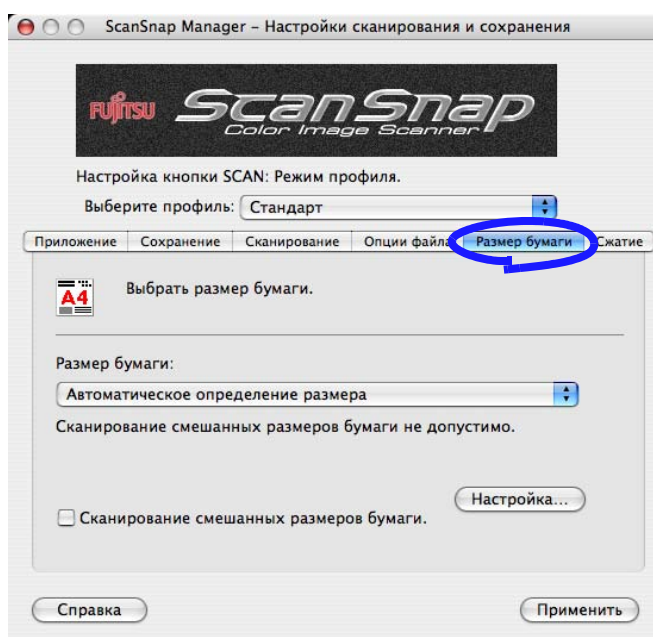 ScanSnap Manager – Настройки сканирования и сохранения
FUJITSU ScanSnap
Color Image Scanner
Настройка кнопки SCAN: Режим профиля.
Выберите профиль: Стандарт
Приложение Сохранение Сканирование Опции файла Размер бумаги Сжатие
A4 Выбрать размер бумаги.
Размер бумаги:
Автоматическое определение размера
Сканирование смешанных размеров бумаги не допустимо.
Настройка...
Сканирование смешанных размеров бумаги.
Справка Применить